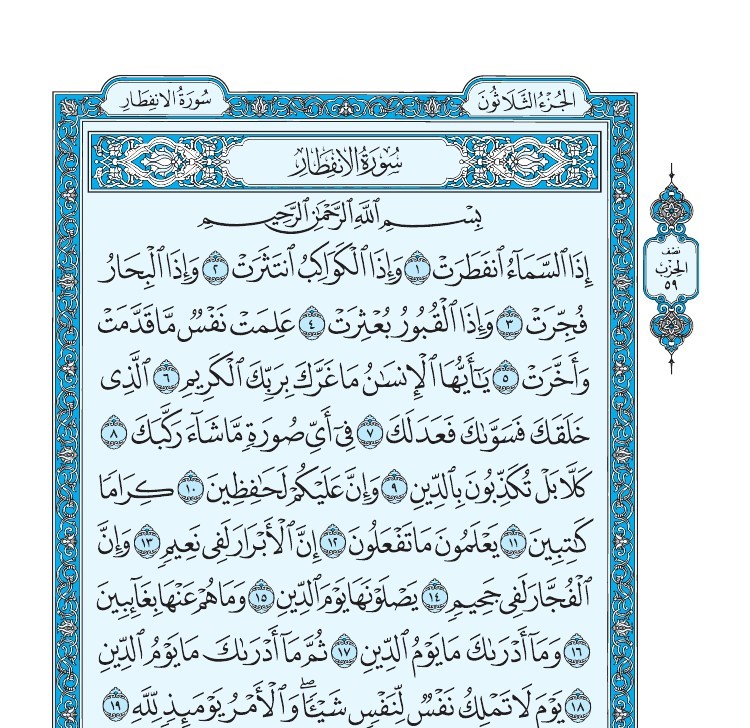 الجُزْءُ الثَّلَاثُونَ
سُورَةُ الانفِطَار
سُورَةُ الانفِطَار
بِسْمِ ٱللَّهِ ٱلرَّحْمَٰنِ ٱلرَّحِيمِ
إِذَا ٱلسَّمَآءُ ٱنفَطَرَتْ ١ وَإِذَا ٱلْكَوَاكِبُ ٱنتَثَرَتْ ٢ وَإِذَا ٱلْبِحَارُ
فُجِّرَتْ ٣ وَإِذَا ٱلْقُبُورُ بُعْثِرَتْ ٤ عَلِمَتْ نَفْسٌ مَّا قَدَّمَتْ
وَأَخَّرَتْ ٥ يَٰٓأَيُّهَا ٱلْإِنسَٰنُ مَا غَرَّكَ بِرَبِّكَ ٱلْكَرِيمِ ٦ ٱلَّذِى
خَلَقَكَ فَسَوَّىٰكَ فَعَدَلَكَ ٧ فِىٓ أَىِّ صُورَةٍ مَّا شَآءَ رَكَّبَكَ ٨
كَلَّا بَلْ تُكَذِّبُونَ بِٱلدِّينِ ٩ وَإِنَّ عَلَيْكُمْ لَحَٰفِظِينَ ١٠ كِرَامًا
كَٰتِبِينَ ١١ يَعْلَمُونَ مَا تَفْعَلُونَ ١٢ إِنَّ ٱلْأَبْرَارَ لَفِى نَعِيمٍ ١٣ وَإِنَّ
ٱلْفُجَّارَ لَفِى جَحِيمٍ ١٤ يَصْلَوْنَهَا يَوْمَ ٱلدِّينِ ١٥ وَمَا هُمْ عَنْهَا بِغَآئِبِينَ
١٦ وَمَآ أَدْرَىٰكَ مَا يَوْمُ ٱلدِّينِ ١٧ ثُمَّ مَآ أَدْرَىٰكَ مَا يَوْمُ ٱلدِّينِ
١٨ يَوْمَ لَا تَمْلِكُ نَفْسٌ لِّنَفْسٍ شَيْـًٔا ۖ وَٱلْأَمْرُ يَوْمَئِذٍ لِّلَّهِ ١٩
نصف
الحِزْب
٥٩